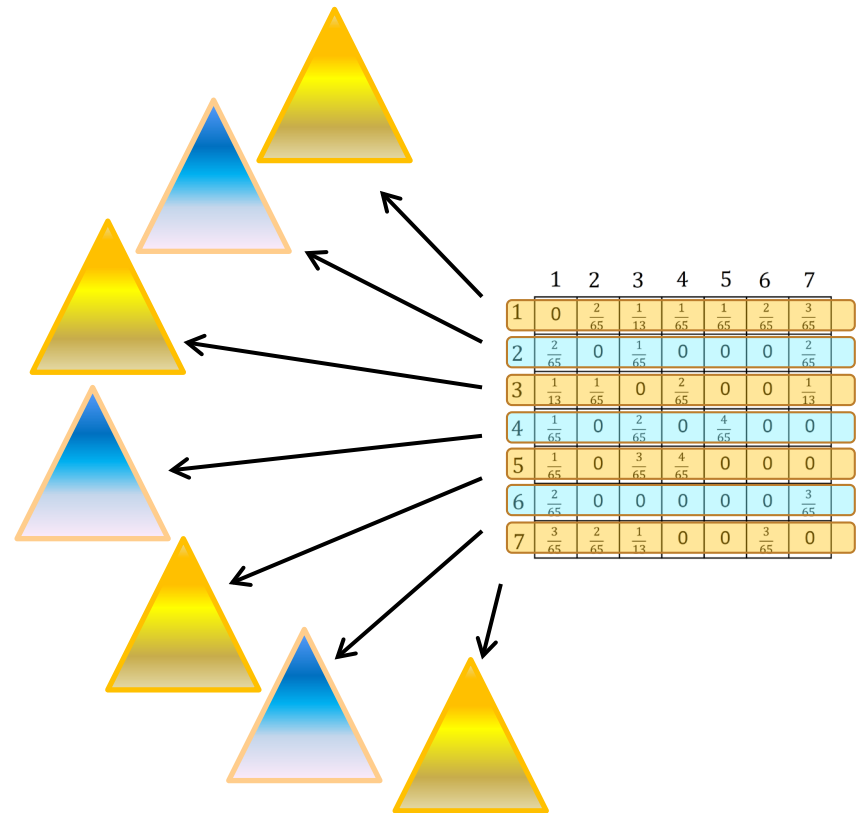 1 2 3 4 5 6 7
1 0 2/65 1/13 1/65 1/65 2/65 3/65
2 2/65 0 1/65 0 0 0 2/65
3 1/13 1/65 0 2/65 0 0 1/13
4 1/65 0 2/65 0 4/65 0 0
5 1/65 0 3/65 4/65 0 0 0
6 2/65 0 0 0 0 0 3/65
7 3/65 2/65 1/13 0 0 3/65 0